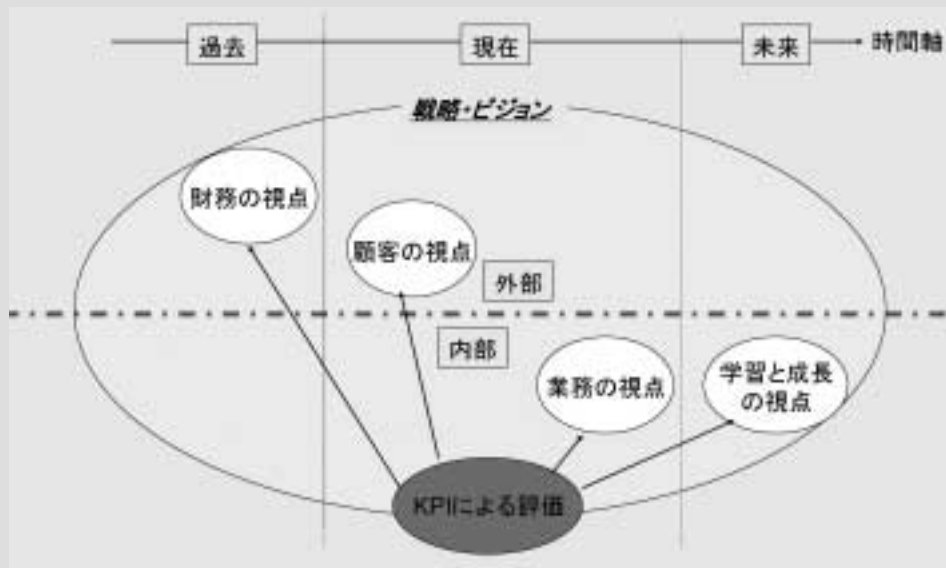 過去
現在
未来
時間軸
戦略・ビジョン
財務の視点
顧客の視点
外部
内部
業務の視点
学習と成長
の視点
KPIによる評価